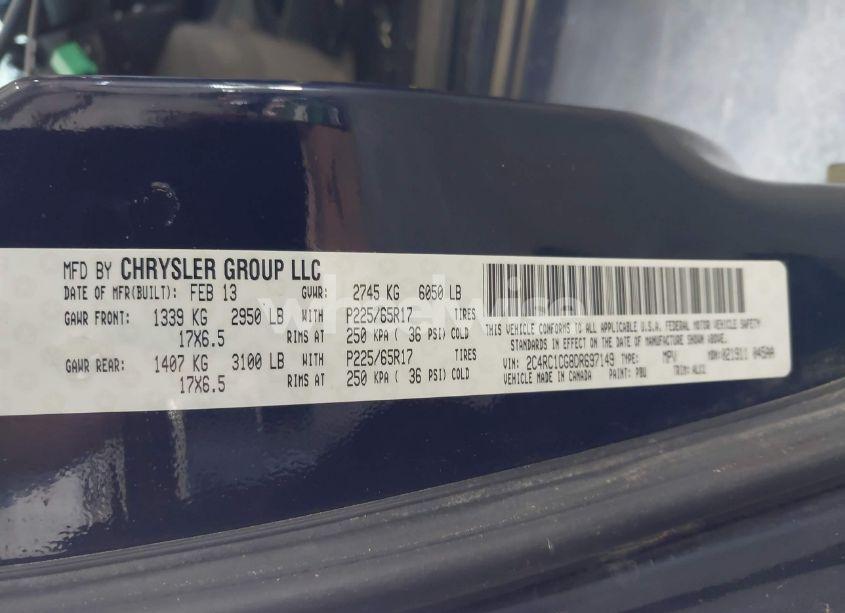 MFD BY CHRYSLER GROUP LLC
DATE OF MFR(BUILT): FEB 13 GVWR: 2745 KG 6050 LB
GAWR FRONT: 1339 KG 2950 LB WITH P225/65R17 TIRES
17X6.5 RIMS AT 250 KPA ( 36 PSI) COLD
GAWR REAR: 1407 KG 3100 LB WITH P225/65R17 TIRES
17X6.5 RIMS AT 250 KPA ( 36 PSI) COLD
THIS VEHICLE CONFORMS TO ALL APPLICABLE U.S.A. FEDERAL MOTOR VEHICLE SAFETY
STANDARDS IN EFFECT ON THE DATE OF MANUFACTURE SHOWN ABOVE.
VIN: 2C4RC1CG8DR697149 TYPE: MPV MDH:021911 045AA
VEHICLE MADE IN CANADA PAINT: PBU TRIM: